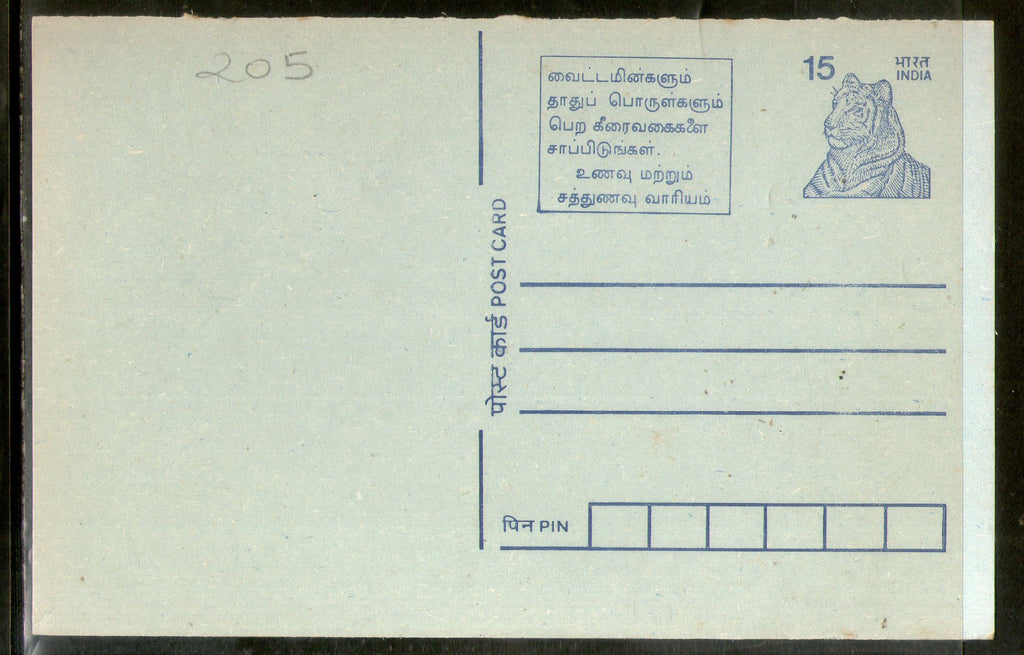 205
வைட்டமின்களும்
தாதுப் பொருள்களும்
பெற கீரைவகைகளை
சாப்பிடுங்கள்.
உணவு மற்றும்
சத்துணவு வாரியம்
15 भारत
INDIA
पोस्ट कार्ड POST CARD
पिन PIN